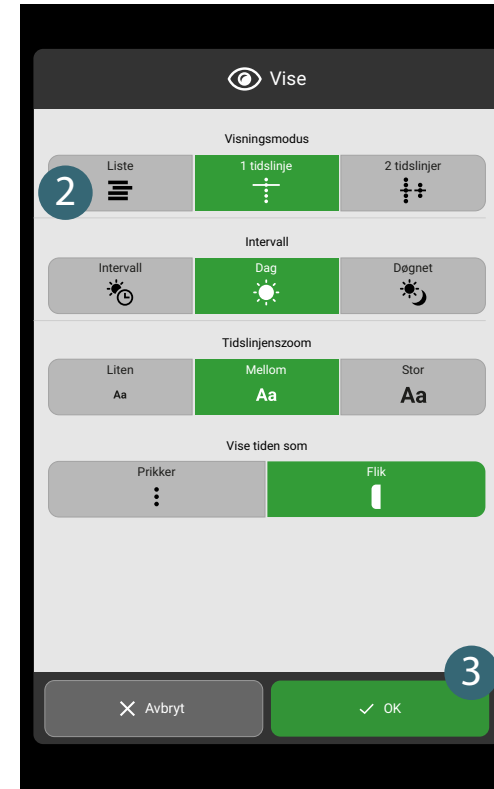 Vise
Visningsmodus
Liste 1 tidslinje 2 tidslinjer
2
Intervall
Intervall Dag Døgnet
Tidslinjenszoom
Liten Mellom Stor
Aa Aa Aa
Vise tiden som
Prikker Flik
3
Avbryt OK